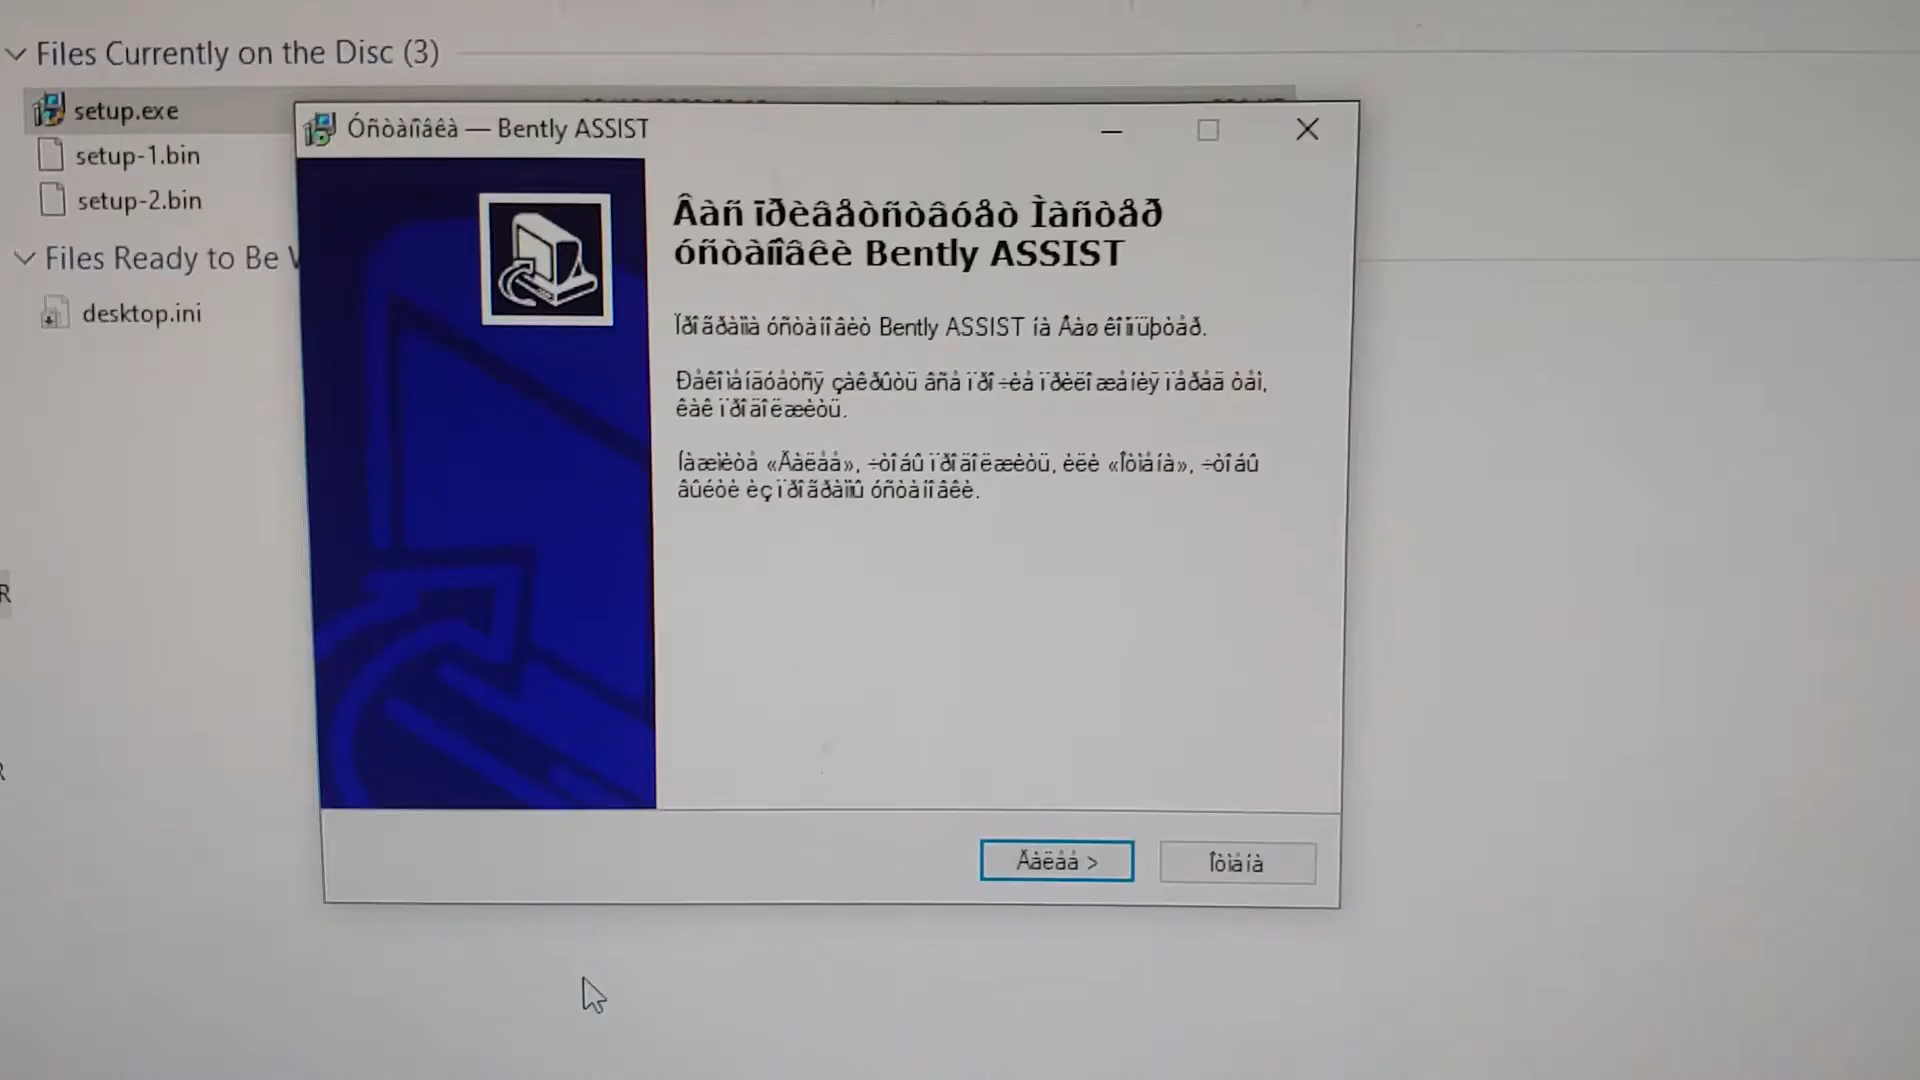 Files Currently on the Disc (3)
setup.exe
setup-1.bin
setup-2.bin
Files Ready to Be
desktop.ini
Óñòàíîâêà — Bently ASSIST
Âàñ ïðèâåòñòâóåò Ìàñòåð
óñòàíîâêè Bently ASSIST
Ïðîãðàììà óñòàíîâèò Bently ASSIST íà Âàø êîìïüþòåð.
Ðåêîìåíäóåòñÿ çàêðûòü âñå ïðî÷èå ïðèëîæåíèÿ ïåðåä òåì,
êàê ïðîäîëæèòü.
Íàæìèòå «Äàëåå», ÷òîáû ïðîäîëæèòü, èëè «Îòìåíà», ÷òîáû
âûéòè èç ïðîãðàììû óñòàíîâêè.
Äàëåå >
Îòìåíà